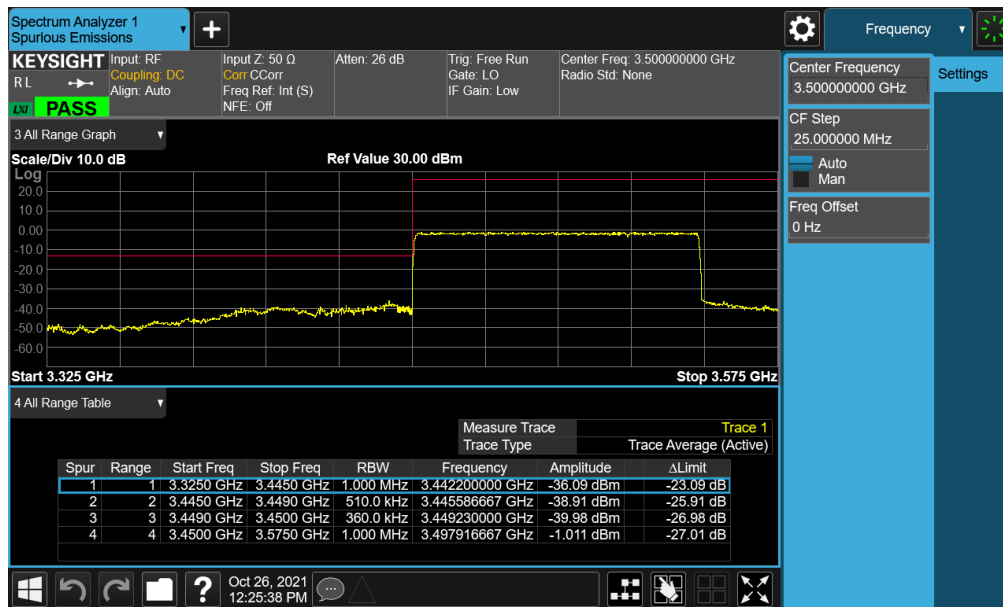 Spectrum Analyzer 1
Spurious Emissions
Frequency
KEYSIGHT
R L
LXI PASS
Input: RF
Coupling: DC
Align: Auto
Input Z: 50 Ω
Corr CCorr
Freq Ref: Int (S)
NFE: Off
Atten: 26 dB
Trig: Free Run
Gate: LO
IF Gain: Low
Center Freq: 3.500000000 GHz
Radio Std: None
Center Frequency
3.500000000 GHz
Settings
CF Step
25.000000 MHz
Auto
Man
Freq Offset
0 Hz
3 All Range Graph
Scale/Div 10.0 dB Ref Value 30.00 dBm
Log
20.0
10.0
0.00
-10.0
-20.0
-30.0
-40.0
-50.0
-60.0
Start 3.325 GHz Stop 3.575 GHz
4 All Range Table
Measure Trace Trace 1
Trace Type Trace Average (Active)
Spur Range Start Freq Stop Freq RBW Frequency Amplitude ΔLimit
1 1 3.3250 GHz 3.4450 GHz 1.000 MHz 3.442200000 GHz -36.09 dBm -23.09 dB
2 2 3.4450 GHz 3.4490 GHz 510.0 kHz 3.445586667 GHz -38.91 dBm -25.91 dB
3 3 3.4490 GHz 3.4500 GHz 360.0 kHz 3.449230000 GHz -39.98 dBm -26.98 dB
4 4 3.4500 GHz 3.5750 GHz 1.000 MHz 3.497916667 GHz -1.011 dBm -27.01 dB
? Oct 26, 2021
12:25:38 PM